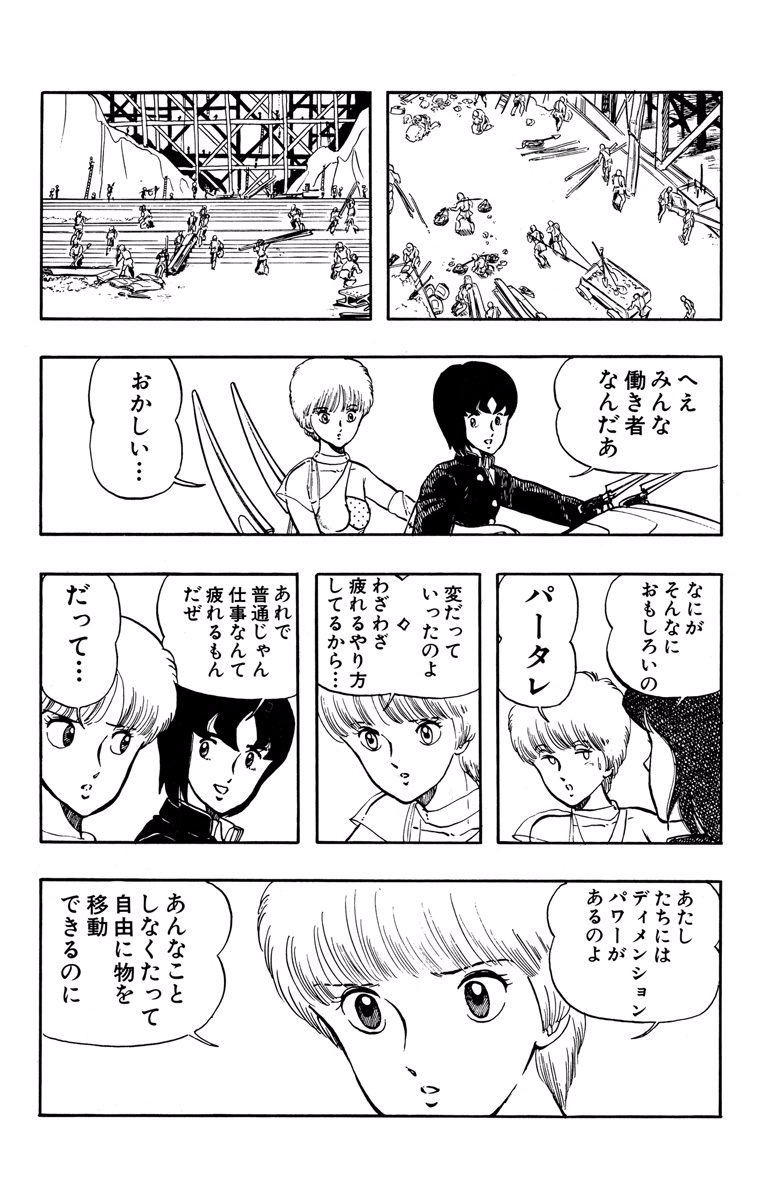 へえ
みんな
働き者
なんだあ
おかしい…
なにが
そんなに
おもしろいの
パータレ
変だって
いったのよ
わざわざ
疲れるやり方
してるから…
あれで
普通じゃん
仕事なんて
疲れるもん
だぜ
だって…
あたし
たちには
ディメンション
パワーが
あるのよ
あんなこと
しなくたって
自由に物を
移動
できるのに